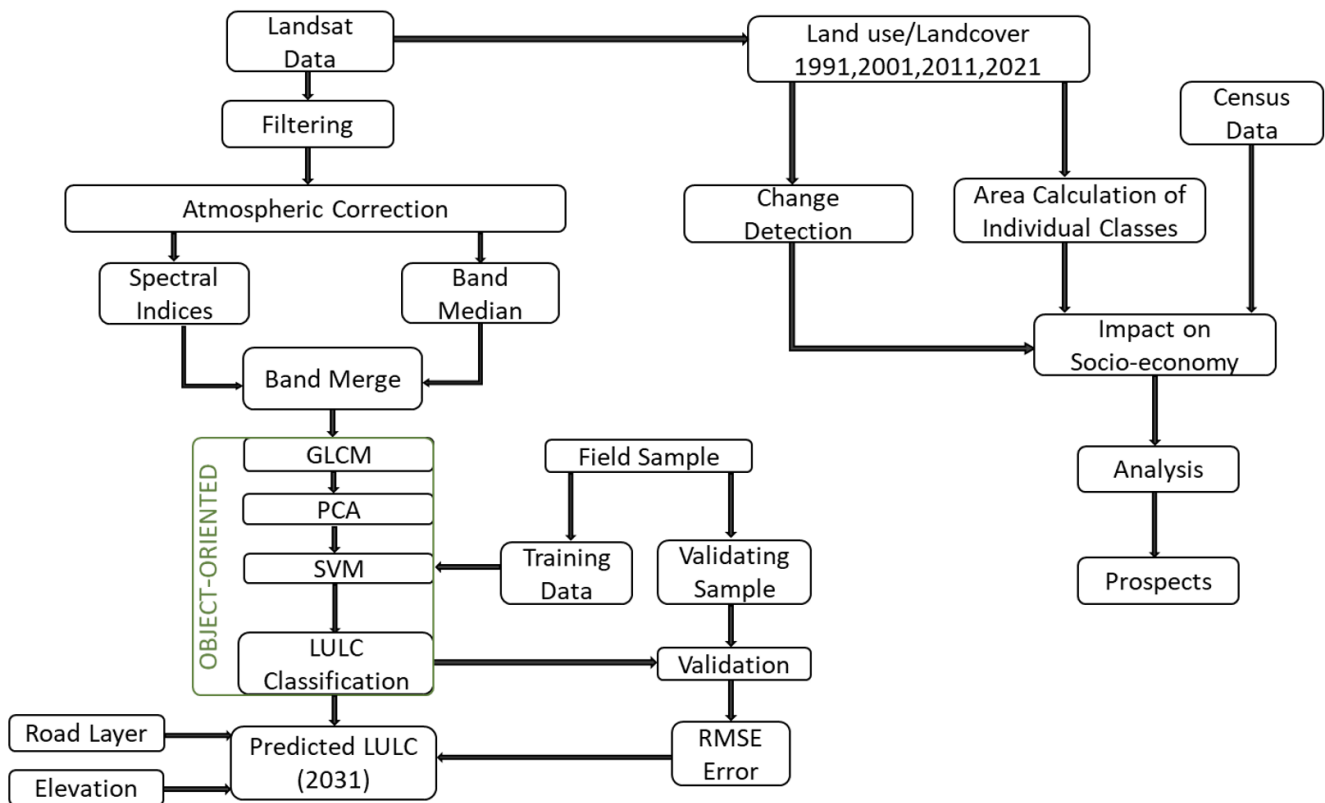 Landsat
Data
Land use/Landcover
1991,2001,2011,2021
Census
Data
Filtering
Atmospheric Correction
Change
Detection
Area Calculation of
Individual Classes
Spectral
Indices
Band
Median
Impact on
Socio-economy
Band Merge
OBJECT-ORIENTED
GLCM
Field Sample
Analysis
PCA
SVM
Training
Data
Validating
Sample
Prospects
LULC
Classification
Validation
Road Layer
Predicted LULC
(2031)
RMSE
Error
Elevation